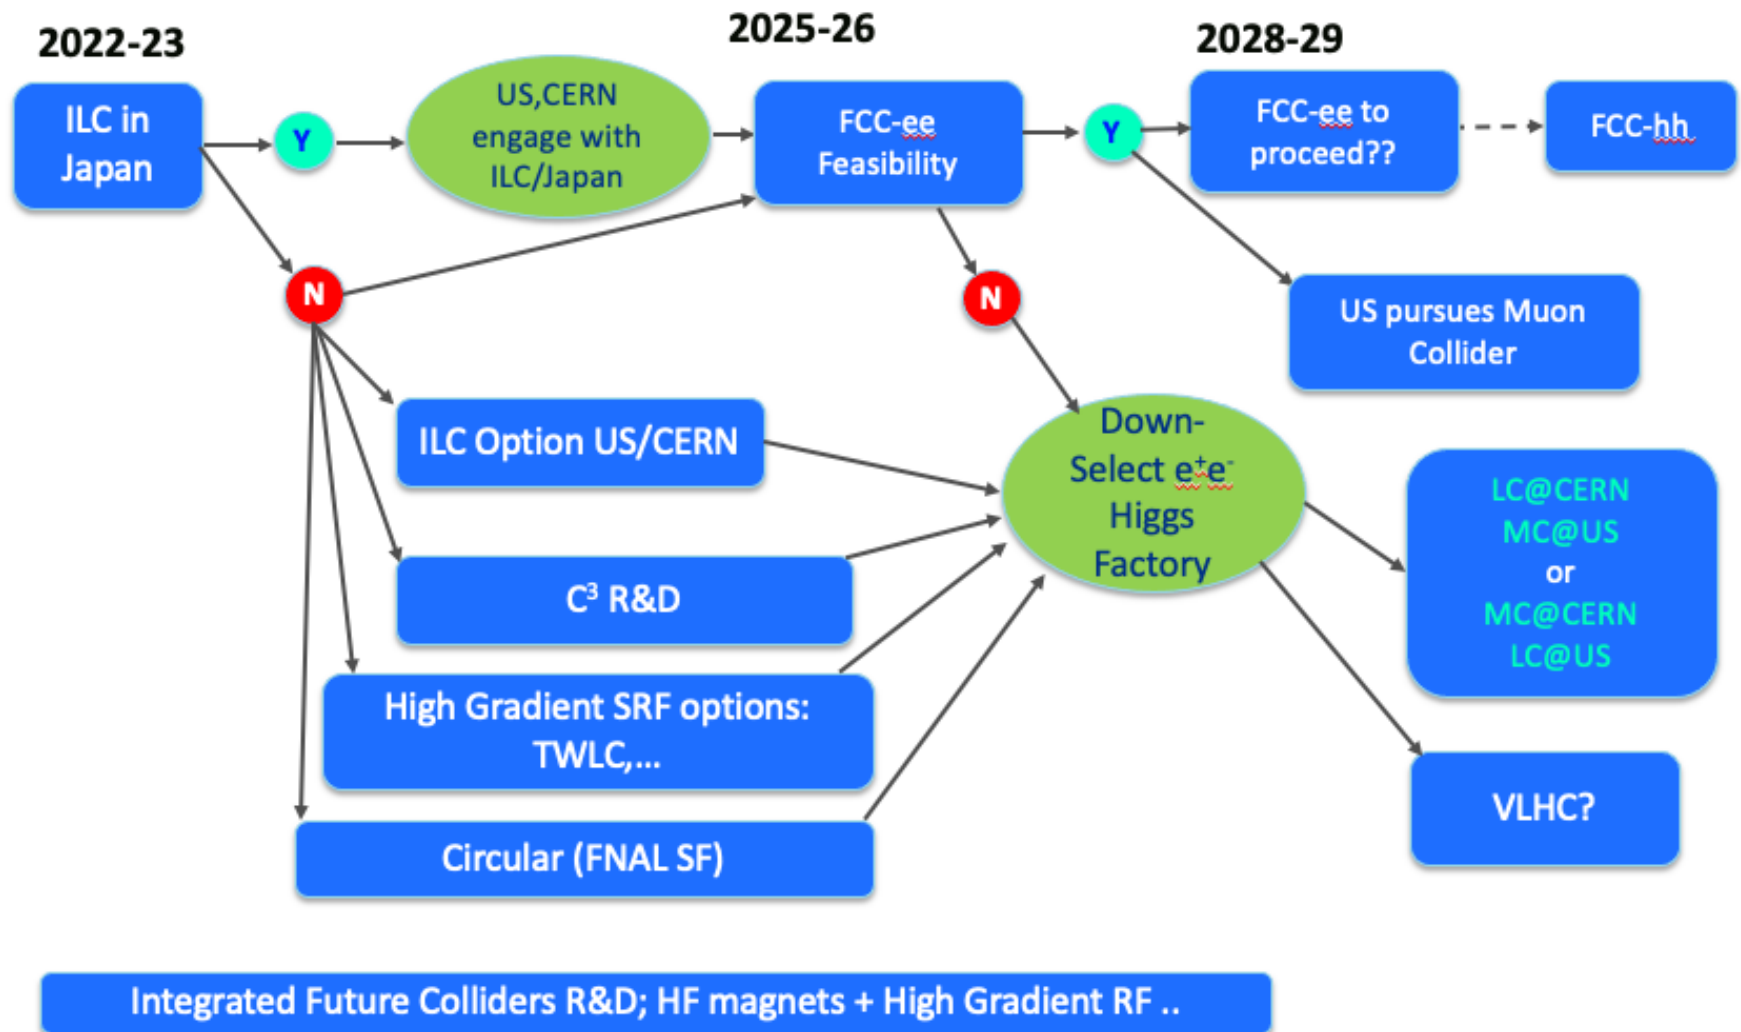 2022-23
2025-26
2028-29
ILC in
Japan
Y
US,CERN
engage with
ILC/Japan
FCC-ee
Feasibility
Y
FCC-ee to
proceed??
FCC-hh
N
N
US pursues Muon
Collider
ILC Option US/CERN
Down-
Select e⁺e⁻
Higgs
Factory
LC@CERN
MC@US
or
MC@CERN
LC@US
C³ R&D
High Gradient SRF options:
TWLC,...
VLHC?
Circular (FNAL SF)
Integrated Future Colliders R&D; HF magnets + High Gradient RF ..